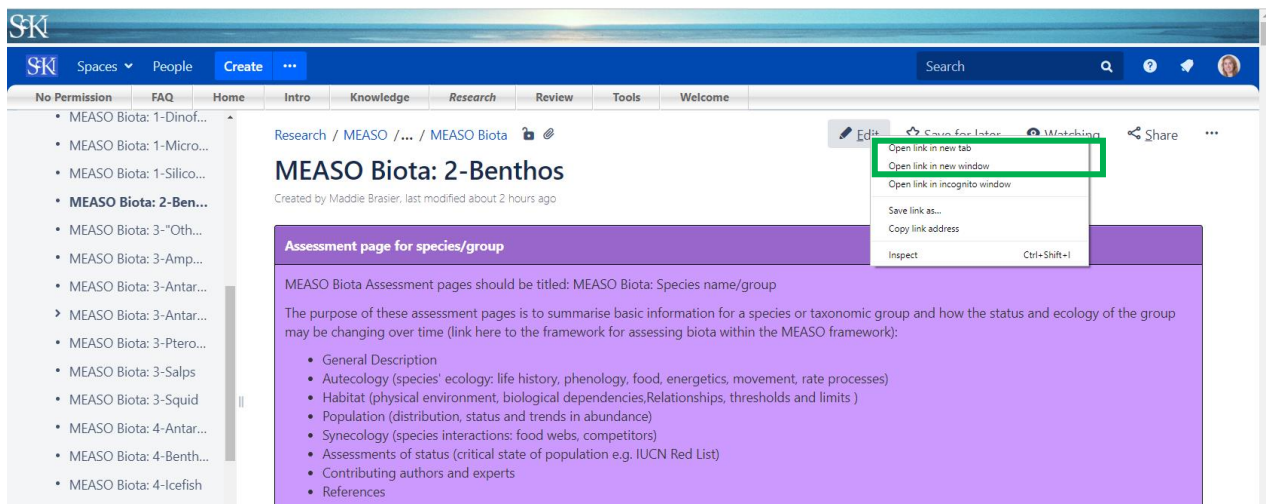 SKI
SKI Spaces People Create ••• Search
No Permission FAQ Home Intro Knowledge Research Review Tools Welcome
• MEASO Biota: 1-Dinof...
• MEASO Biota: 1-Micro...
• MEASO Biota: 1-Silico...
• MEASO Biota: 2-Ben...
• MEASO Biota: 3-"Oth...
• MEASO Biota: 3-Amp...
• MEASO Biota: 3-Antar...
MEASO Biota: 3-Antar...
• MEASO Biota: 3-Ptero...
• MEASO Biota: 3-Salps
• MEASO Biota: 3-Squid
• MEASO Biota: 4-Antar...
• MEASO Biota: 4-Benth...
• MEASO Biota: 4-Icefish
Research / MEASO /... / MEASO Biota
Edit Save for later Watching Share •••
MEASO Biota: 2-Benthos
Created by Maddie Brasier, last modified about 2 hours ago
Open link in new tab
Open link in new window
Open link in incognito window
Save link as...
Copy link address
Inspect Ctrl+Shift+I
Assessment page for species/group
MEASO Biota Assessment pages should be titled: MEASO Biota: Species name/group
The purpose of these assessment pages is to summarise basic information for a species or taxonomic group and how the status and ecology of the group
may be changing over time (link here to the framework for assessing biota within the MEASO framework):
• General Description
• Autecology (species' ecology: life history, phenology, food, energetics, movement, rate processes)
• Habitat (physical environment, biological dependencies,Relationships, thresholds and limits )
• Population (distribution, status and trends in abundance)
• Synecology (species interactions: food webs, competitors)
• Assessments of status (critical state of population e.g. IUCN Red List)
• Contributing authors and experts
• References